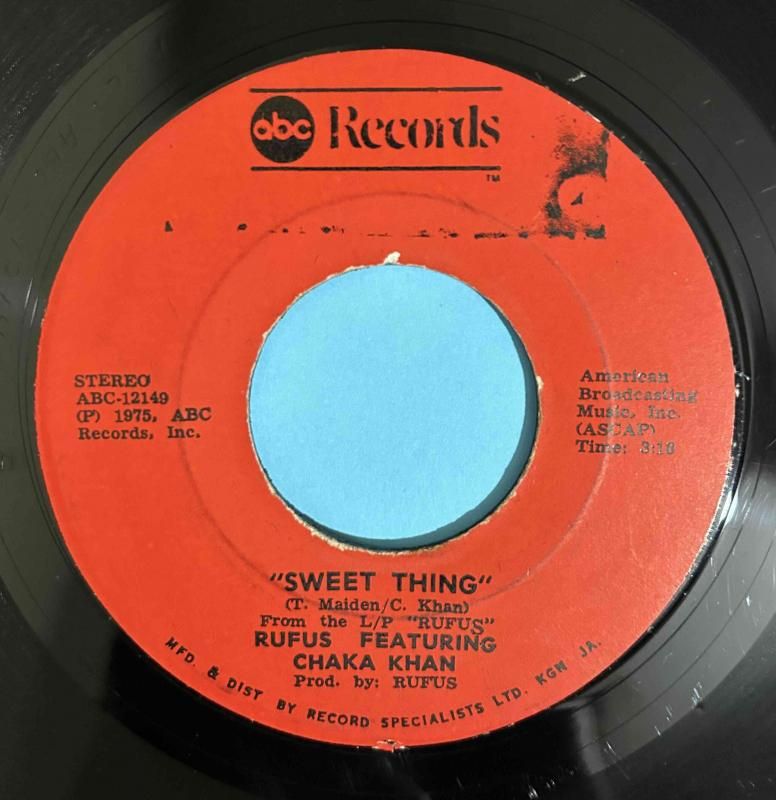 abc Records
TM
STEREO
ABC-12149
(P) 1975, ABC
Records, Inc.
American
Broadcasting
Music, Inc.
(ASCAP)
Time: 3:18
"SWEET THING"
(T. Maiden/C. Khan)
From the L/P "RUFUS"
RUFUS FEATURING
CHAKA KHAN
Prod. by: RUFUS
MFD. & DIST BY RECORD SPECIALISTS LTD. KGN JA.